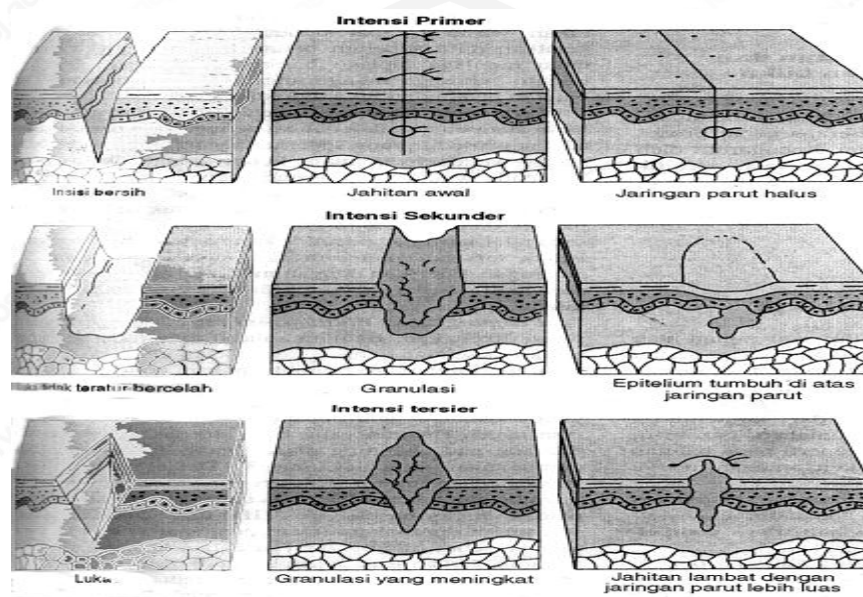 Intensi Primer
Insisi bersih
Jahitan awal
Jaringan parut halus
Intensi Sekunder
teratur bercelah
Granulasi
Epitelium tumbuh di atas
jaringan parut
Intensi tersier
Luka
Granulasi yang meningkat
Jahitan lambat dengan
jaringan parut lebih luas